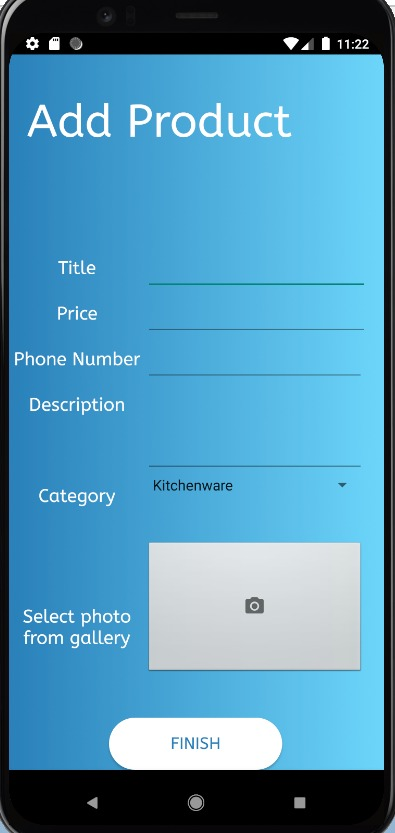 11:22
Add Product
Title
Price
Phone Number
Description
Kitchenware
Category
Select photo
from gallery
FINISH